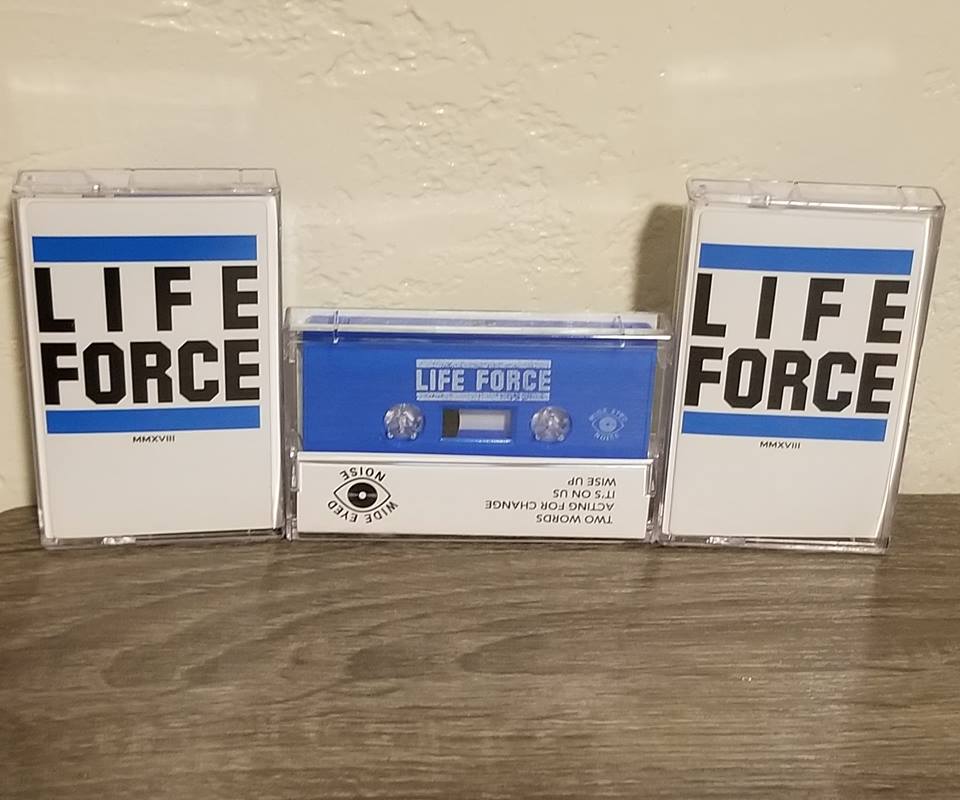 LIFE
FORCE
MMXVIII
LIFE FORCE
WIDE EYED
NOISE
TWO WORDS
ACTING FOR CHANGE
IT'S ON US
WISE UP
WIDE EYED
NOISE
LIFE
FORCE
MMXVIII